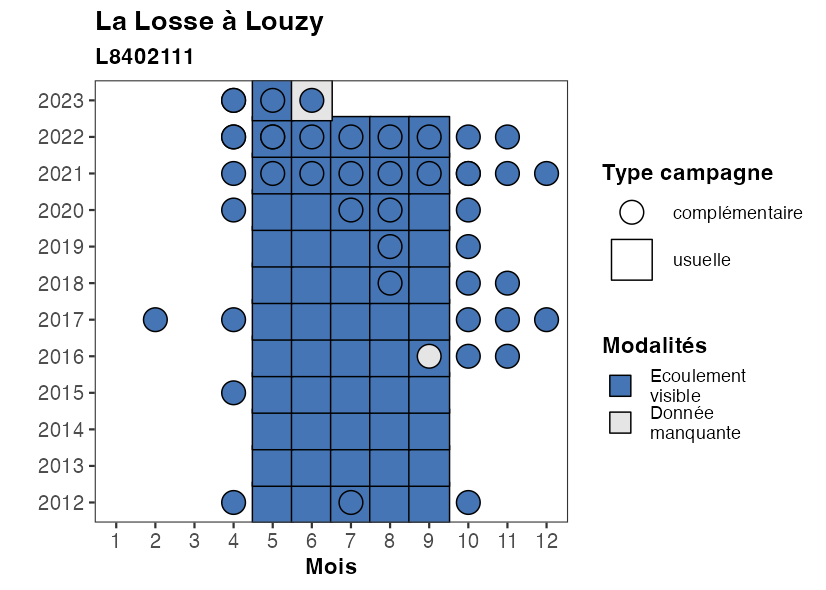 La Losse à Louzy
L8402111
2023
2022
2021
2020
2019
2018
2017
2016
2015
2014
2013
2012
1 2 3 4 5 6 7 8 9 10 11 12
Mois
Type campagne
complémentaire
usuelle
Modalités
Ecoulement
visible
Donnée
manquante